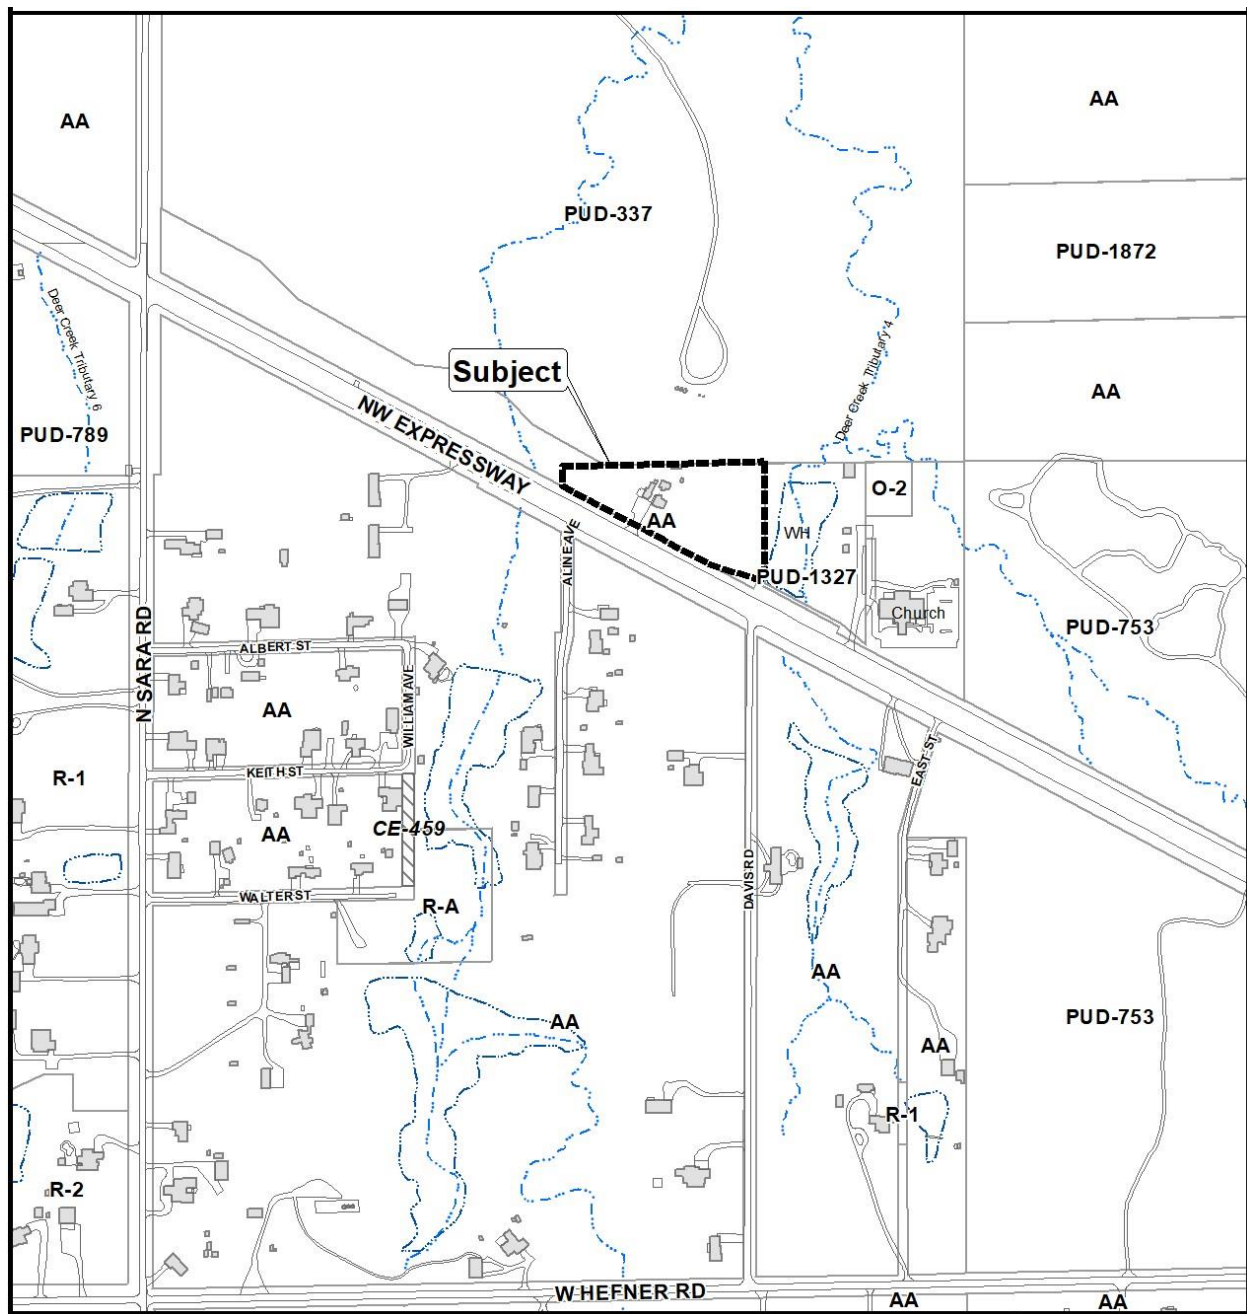 AA
AA
PUD-337
PUD-1872
Deer Creek Tributary 6
Deer Creek Tributary 4
Subject
AA
NW EXPRESSWAY
PUD-789
O-2
AA
WH
ALINE AVE
PUD-1327
Church
PUD-753
N SARA RD
ALBERT ST
WILLIAM AVE
AA
R-1
KEITH ST
EAST ST
CE-459
AA
DAVIS RD
WALTER ST
R-A
AA
AA
PUD-753
AA
R-1
R-2
W HEFNER RD
AA
AA